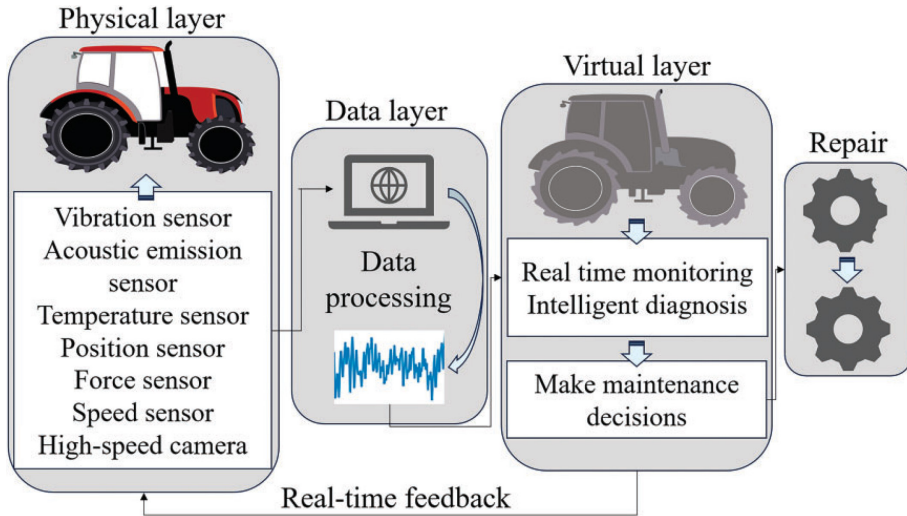 Physical layer
Vibration sensor
Acoustic emission
sensor
Temperature sensor
Position sensor
Force sensor
Speed sensor
High-speed camera
Data layer
Data
processing
Virtual layer
Real time monitoring
Intelligent diagnosis
Make maintenance
decisions
Repair
Real-time feedback